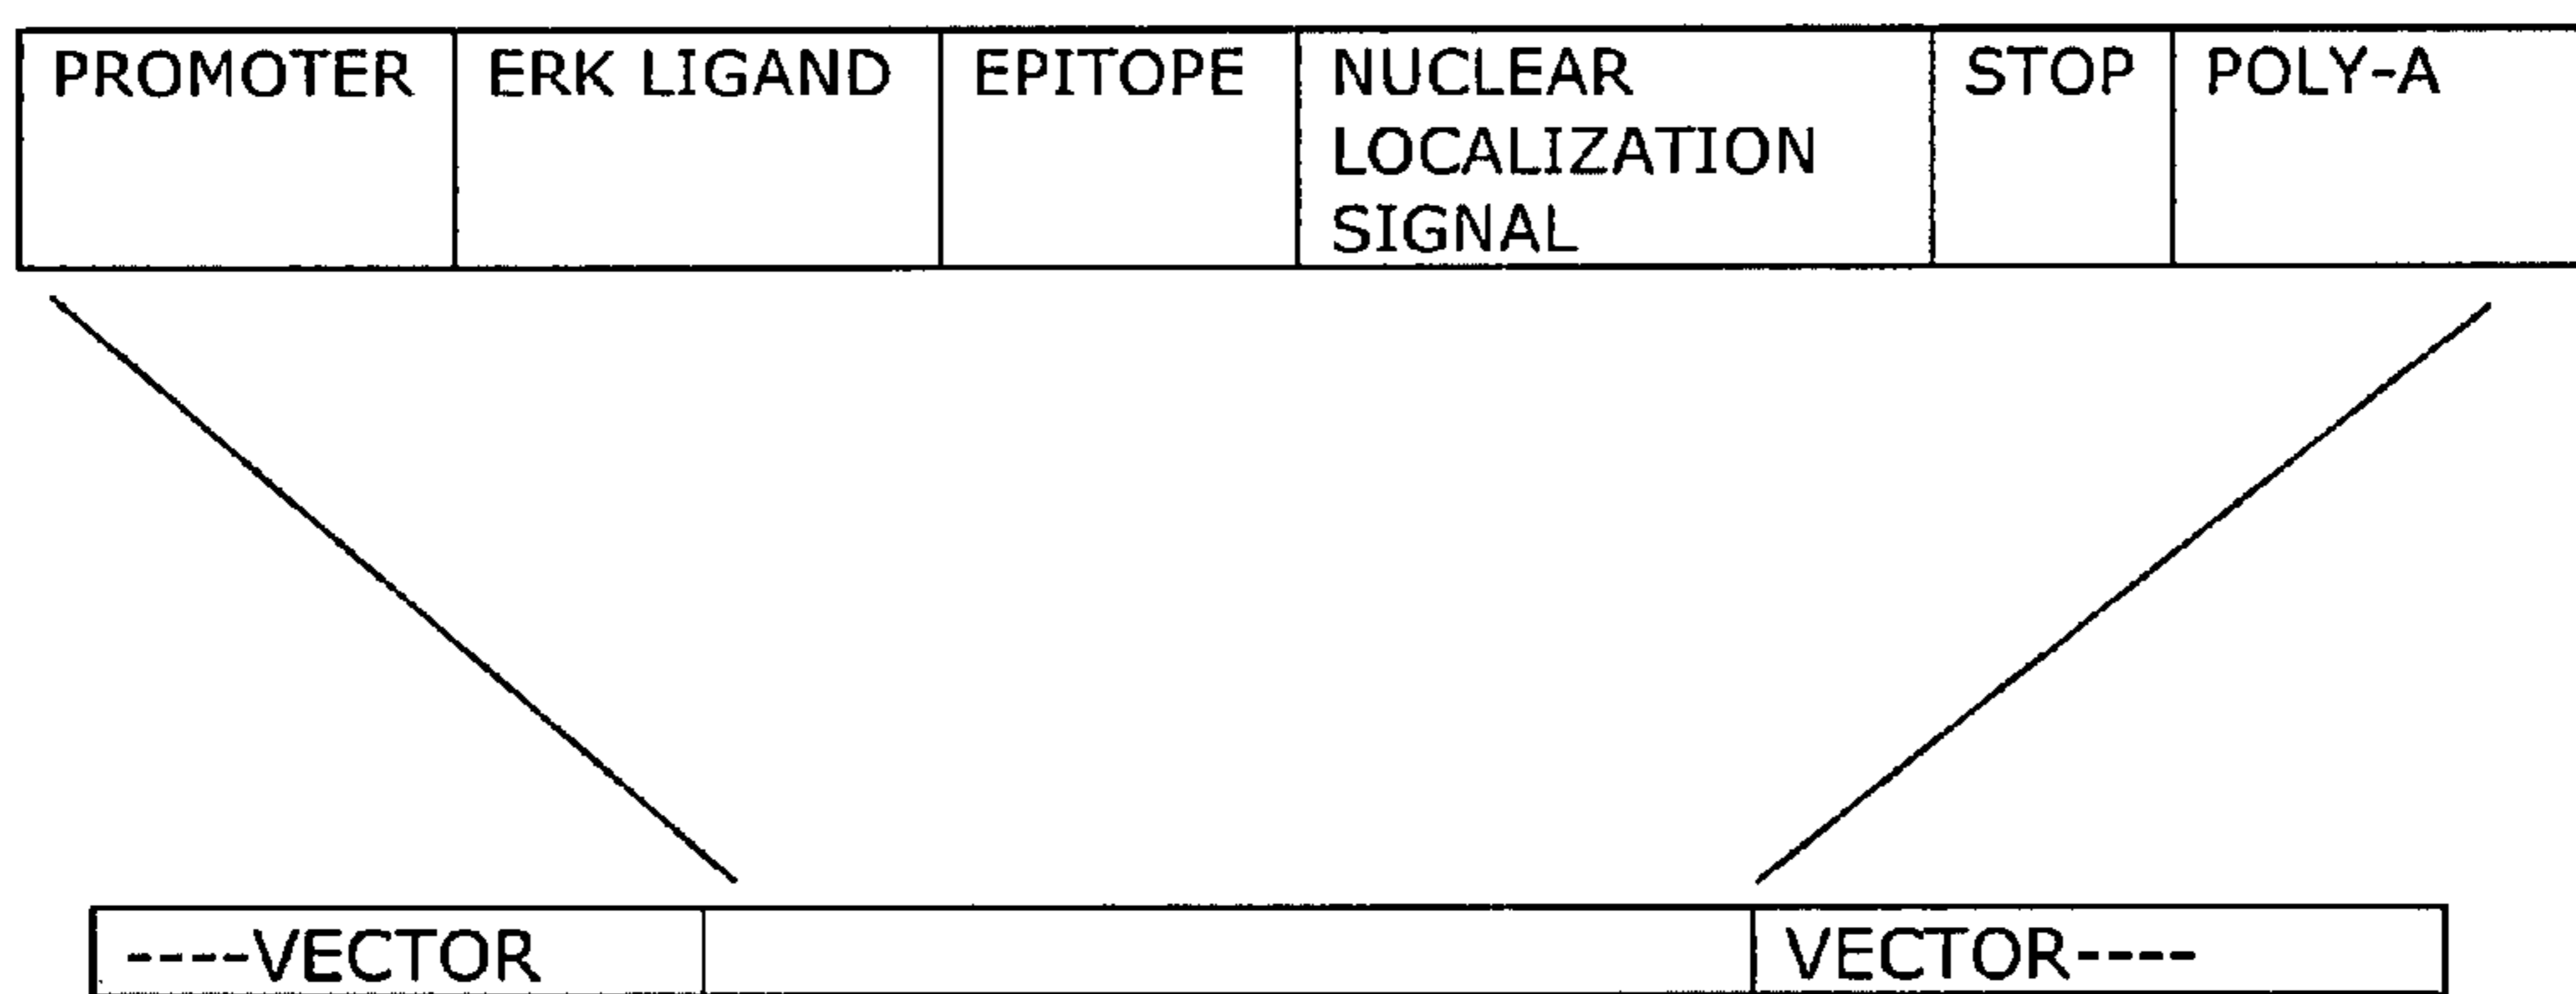 PROMOTER ERK LIGAND EPITOPE NUCLEAR LOCALIZATION SIGNAL STOP POLY-A
----VECTOR VECTOR----